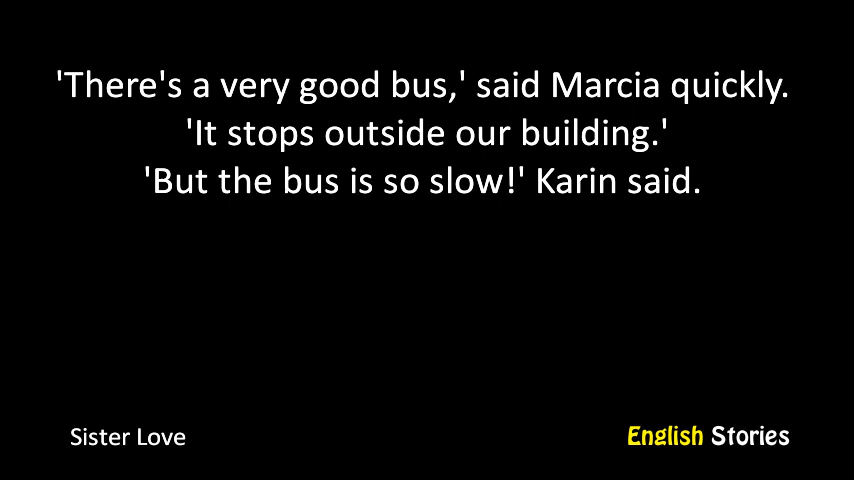 'There's a very good bus,' said Marcia quickly.
'It stops outside our building.'
'But the bus is so slow!' Karin said.
Sister Love
English Stories